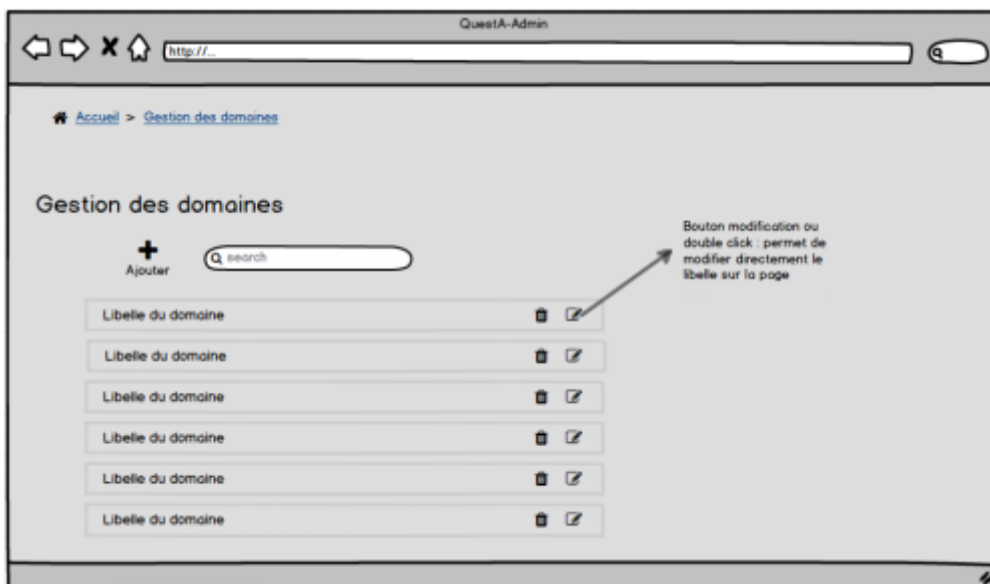 QuestA-Admin
http://...
Accueil > Gestion des domaines
Gestion des domaines
Ajouter
search
Bouton modification ou
double click : permet de
modifier directement le
libelle sur la page
Libelle du domaine
Libelle du domaine
Libelle du domaine
Libelle du domaine
Libelle du domaine
Libelle du domaine